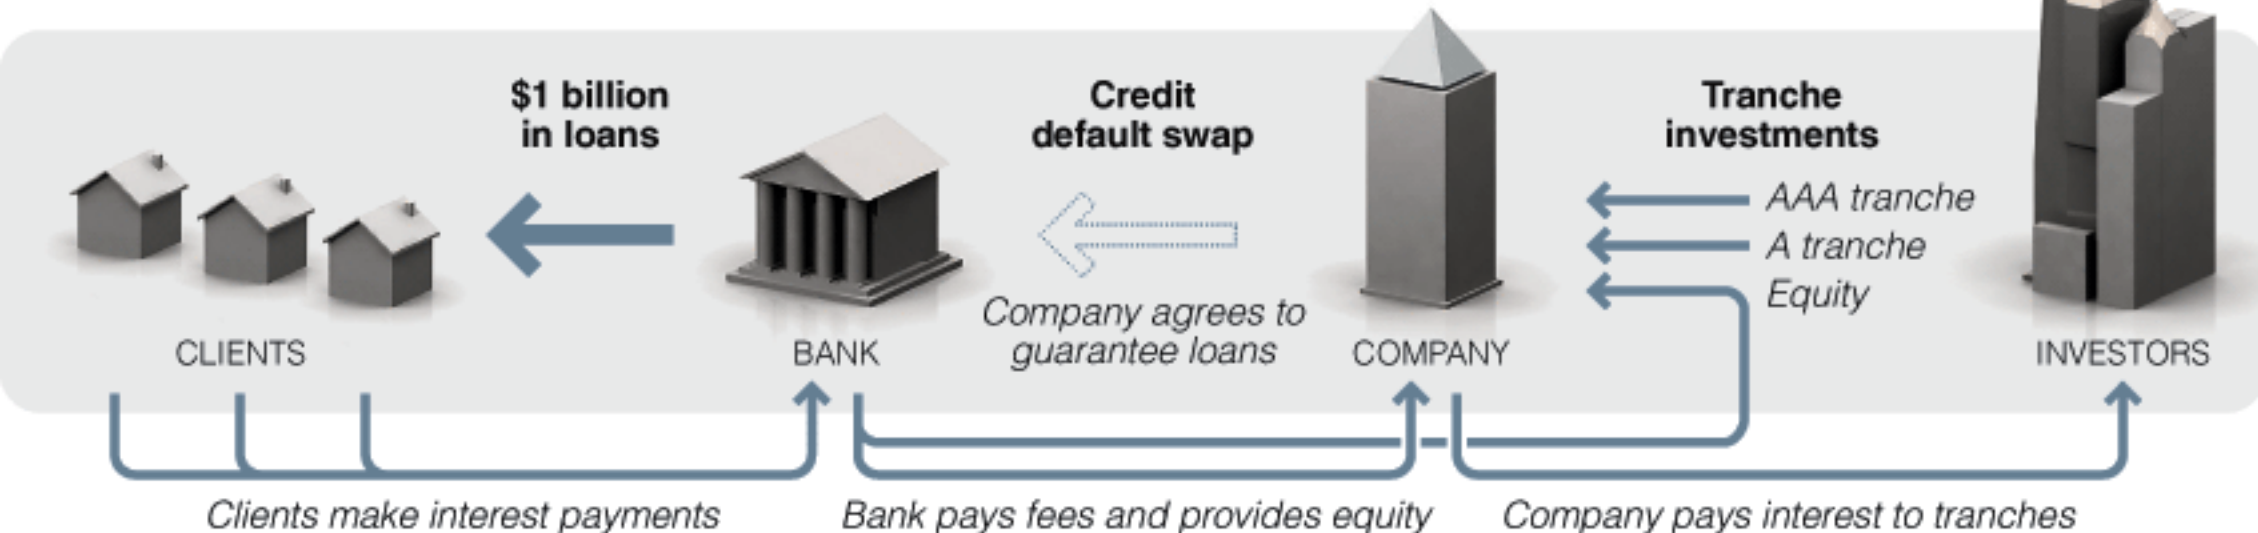 $1 billion
in loans
Credit
default swap
Tranche
investments
AAA tranche
A tranche
Equity
Company agrees to
guarantee loans
CLIENTS
BANK
COMPANY
INVESTORS
Clients make interest payments
Bank pays fees and provides equity
Company pays interest to tranches